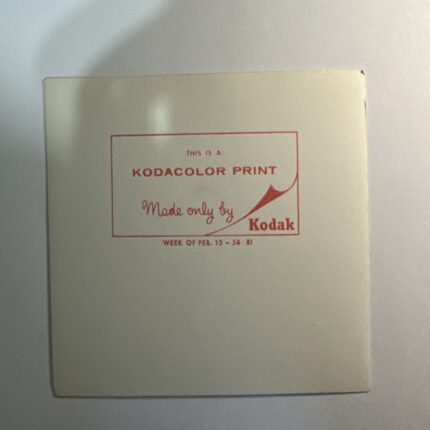 THIS IS A
KODACOLOR PRINT
Made only by
Kodak
WEEK OF FEB. 15 - 58 RI